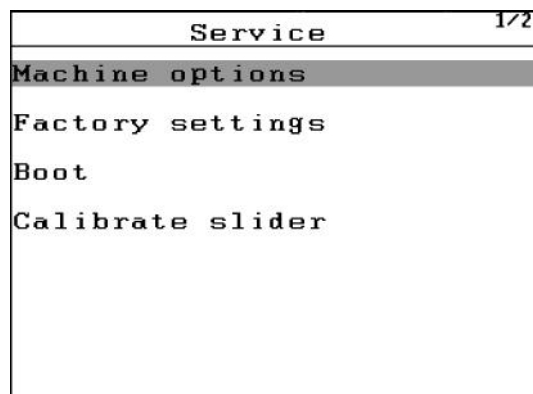 Service 1/2
Machine options
Factory settings
Boot
Calibrate slider